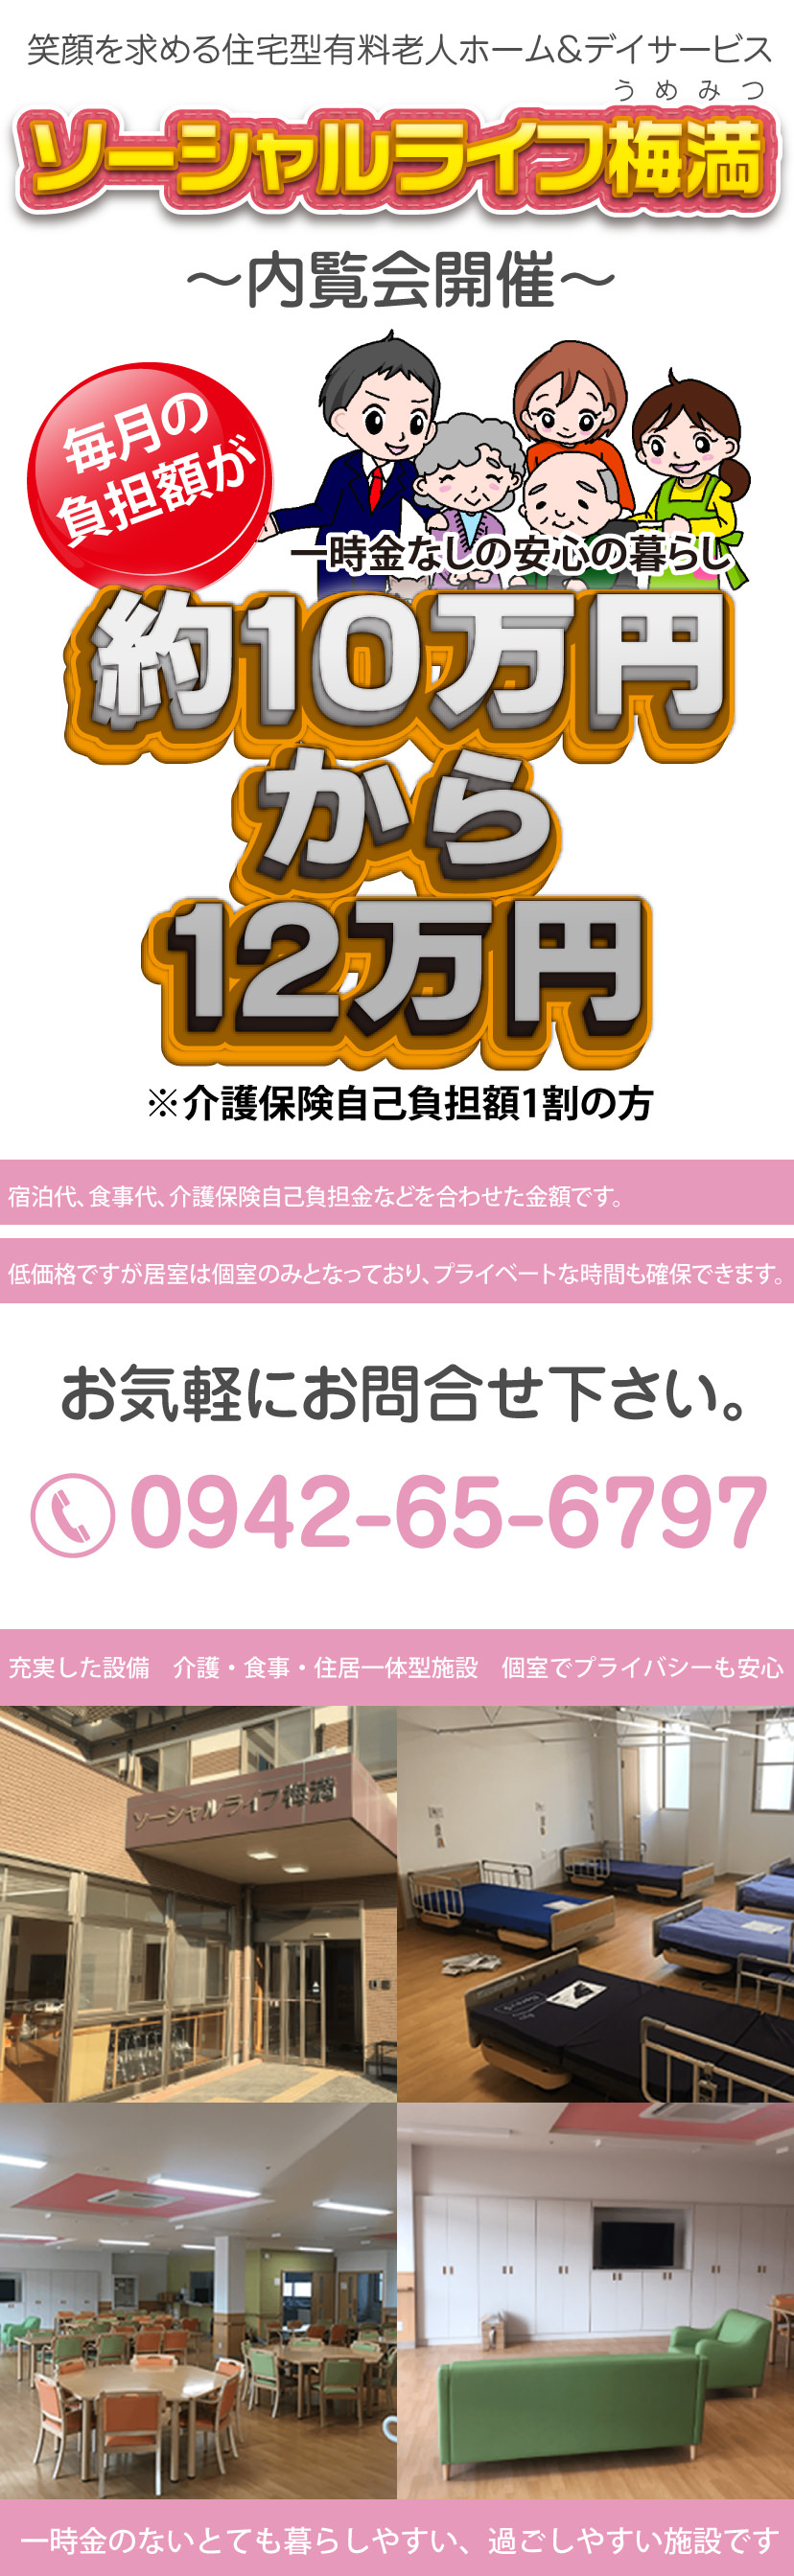 笑顔を求める住宅型有料老人ホーム&デイサービス
うめみつ
ソーシャルライフ梅満
～内覧会開催～
毎月の
負担額が
一時金なしの安心の暮らし
約10万円
から
12万円
※介護保険自己負担額1割の方
宿泊代、食事代、介護保険自己負担金などを合わせた金額です。
低価格ですが居室は個室のみとなっており、プライベートな時間も確保できます。
お気軽にお問合せ下さい。
0942-65-6797
充実した設備　介護・食事・住居一体型施設　個室でプライバシーも安心
ソーシャルライフ梅満
一時金のないとても暮らしやすい、過ごしやすい施設です